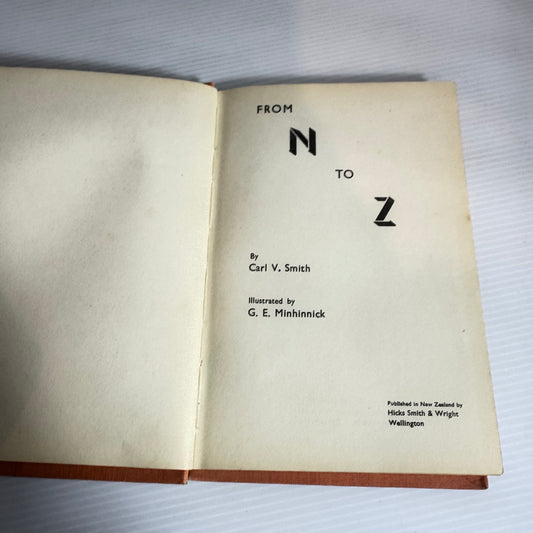 FROM
N
TO
Z
By
Carl V. Smith
Illustrated by
G. E. Minhinnick
Published in New Zealand by
Hicks Smith & Wright
Wellington